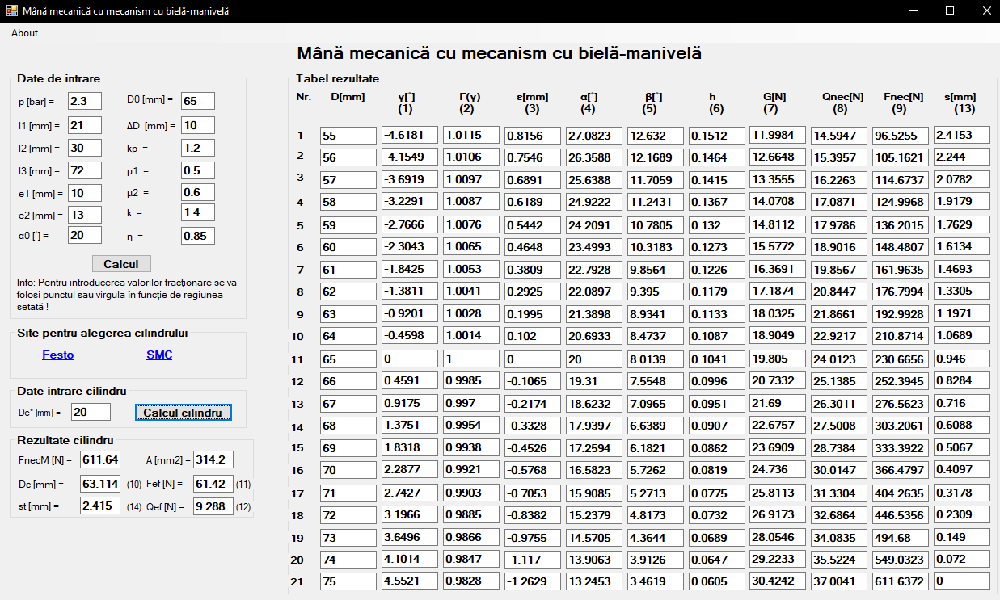 Mână mecanică cu mecanism cu bielă-manivelă
About
Mână mecanică cu mecanism cu bielă-manivelă
Date de intrare
p [bar] = 2.3 D0 [mm] = 65
l1 [mm] = 21 ΔD [mm] = 10
l2 [mm] = 30 kp = 1.2
l3 [mm] = 72 µ1 = 0.5
e1 [mm] = 10 µ2 = 0.6
e2 [mm] = 13 k = 1.4
α0 [°] = 20 η = 0.85
Calcul
Info: Pentru introducerea valorilor fracționare se va
folosi punctul sau virgula în funcție de regiunea
setată !
Site pentru alegerea cilindrului
Festo SMC
Date intrare cilindru
Dc* [mm] = 20 Calcul cilindru
Rezultate cilindru
FnecM [N] = 611.64 A [mm2] = 314.2
Dc [mm] = 63.114 (10) Fef [N] = 61.42 (11)
st [mm] = 2.415 (14) Qef [N] = 9.288 (12)
Tabel rezultate
Nr. D[mm] γ[°] Γ(γ) ε[mm] α[°] β[°] h G[N] Qnec[N] Fnec[N] s[mm]
(1) (2) (3) (4) (5) (6) (7) (8) (9) (13)
1 55 -4.6181 1.0115 0.8156 27.0823 12.632 0.1512 11.9984 14.5947 96.5255 2.4153
2 56 -4.1549 1.0106 0.7546 26.3588 12.1689 0.1464 12.6648 15.3957 105.1621 2.244
3 57 -3.6919 1.0097 0.6891 25.6388 11.7059 0.1415 13.3555 16.2263 114.6737 2.0782
4 58 -3.2291 1.0087 0.6189 24.9222 11.2431 0.1367 14.0708 17.0871 124.9968 1.9179
5 59 -2.7666 1.0076 0.5442 24.2091 10.7805 0.132 14.8112 17.9786 136.2015 1.7629
6 60 -2.3043 1.0065 0.4648 23.4993 10.3183 0.1273 15.5772 18.9016 148.4807 1.6134
7 61 -1.8425 1.0053 0.3809 22.7928 9.8564 0.1226 16.3691 19.8567 161.9635 1.4693
8 62 -1.3811 1.0041 0.2925 22.0897 9.395 0.1179 17.1874 20.8447 176.7994 1.3305
9 63 -0.9201 1.0028 0.1995 21.3898 8.9341 0.1133 18.0325 21.8661 192.9928 1.1971
10 64 -0.4598 1.0014 0.102 20.6933 8.4737 0.1087 18.9049 22.9217 210.8714 1.0689
11 65 0 1 0 20 8.0139 0.1041 19.805 24.0123 230.6656 0.946
12 66 0.4591 0.9985 -0.1065 19.31 7.5548 0.0996 20.7332 25.1385 252.3945 0.8284
13 67 0.9175 0.997 -0.2174 18.6232 7.0965 0.0951 21.69 26.3011 276.5623 0.716
14 68 1.3751 0.9954 -0.3328 17.9397 6.6389 0.0907 22.6757 27.5008 303.2061 0.6088
15 69 1.8318 0.9938 -0.4526 17.2594 6.1821 0.0862 23.6909 28.7384 333.3922 0.5067
16 70 2.2877 0.9921 -0.5768 16.5823 5.7262 0.0819 24.736 30.0147 366.4797 0.4097
17 71 2.7427 0.9903 -0.7053 15.9085 5.2713 0.0775 25.8113 31.3304 404.2635 0.3178
18 72 3.1966 0.9885 -0.8382 15.2379 4.8173 0.0732 26.9173 32.6864 446.5356 0.2309
19 73 3.6496 0.9866 -0.9755 14.5705 4.3644 0.0689 28.0546 34.0835 494.68 0.149
20 74 4.1014 0.9847 -1.117 13.9063 3.9126 0.0647 29.2233 35.5224 549.0323 0.072
21 75 4.5521 0.9828 -1.2629 13.2453 3.4619 0.0605 30.4242 37.0041 611.6372 0